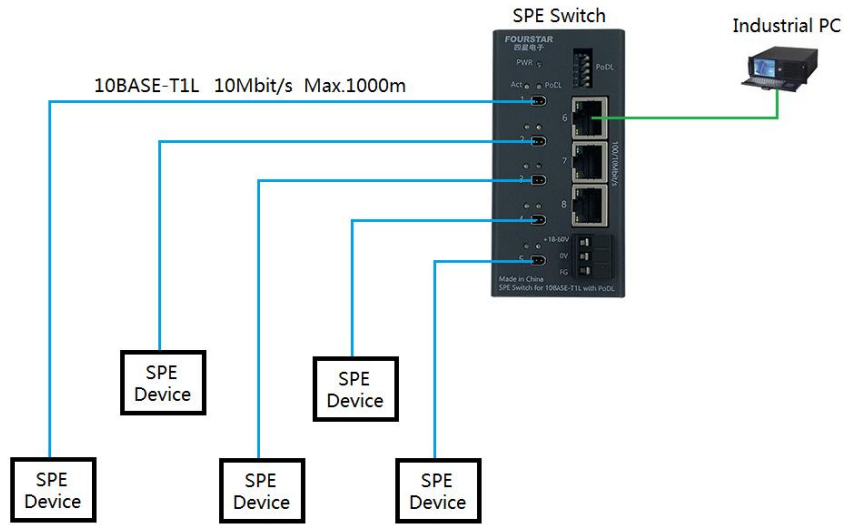 SPE Switch
Industrial PC
FOURSTAR
四星电子
PWR
PoDL
Act
PoDL
10BASE-T1L 10Mbit/s Max.1000m
1
6
2
7
100/10Mbit/s
3
8
4
+18-60V
5
0V
FG
Made in China
SPE Switch for 10BASE-T1L with PoDL
SPE
Device
SPE
Device
SPE
Device
SPE
Device
SPE
Device